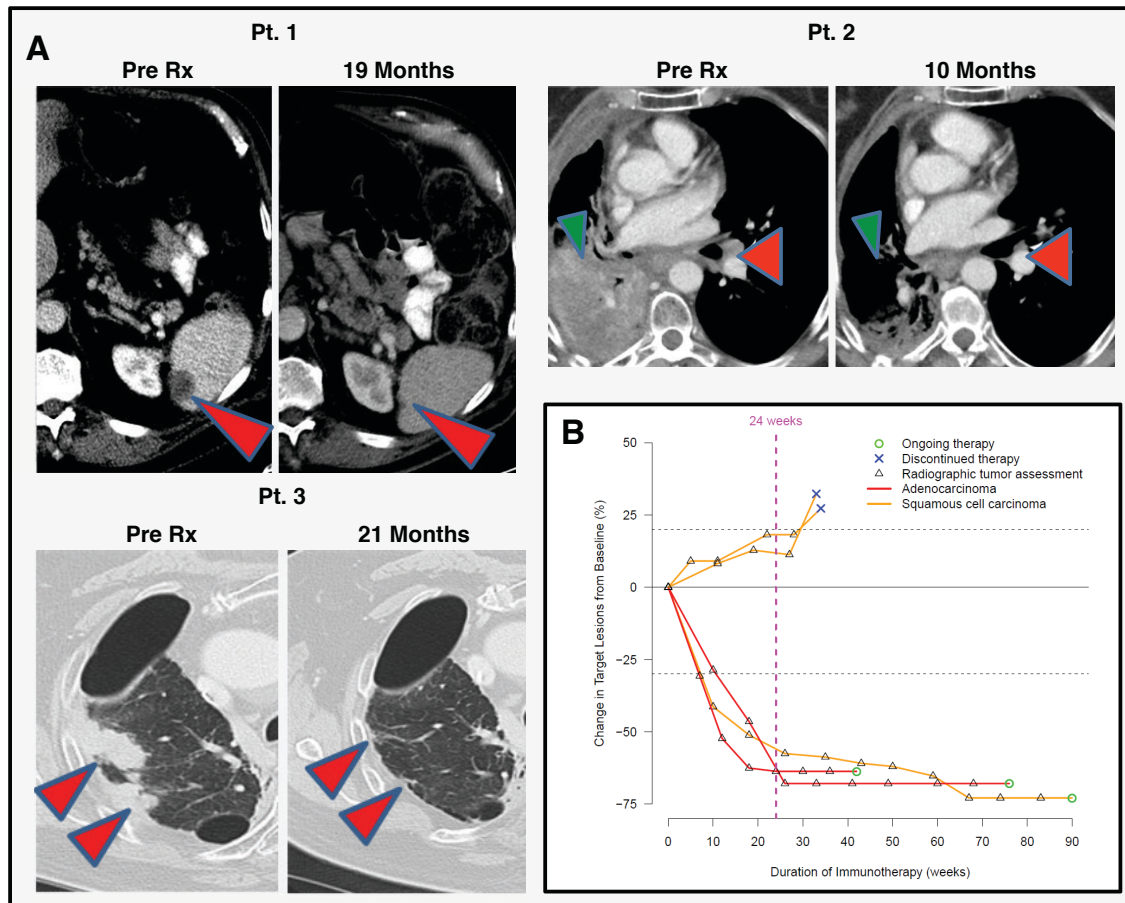 A
Pt. 1
Pre Rx
19 Months
Pt. 2
Pre Rx
10 Months
Pt. 3
Pre Rx
21 Months
B
24 weeks
Ongoing therapy
Discontinued therapy
Radiographic tumor assessment
Adenocarcinoma
Squamous cell carcinoma
Change in Target Lesions from Baseline (%)
50
25
0
−25
−50
−75
0 10 20 30 40 50 60 70 80 90
Duration of Immunotherapy (weeks)